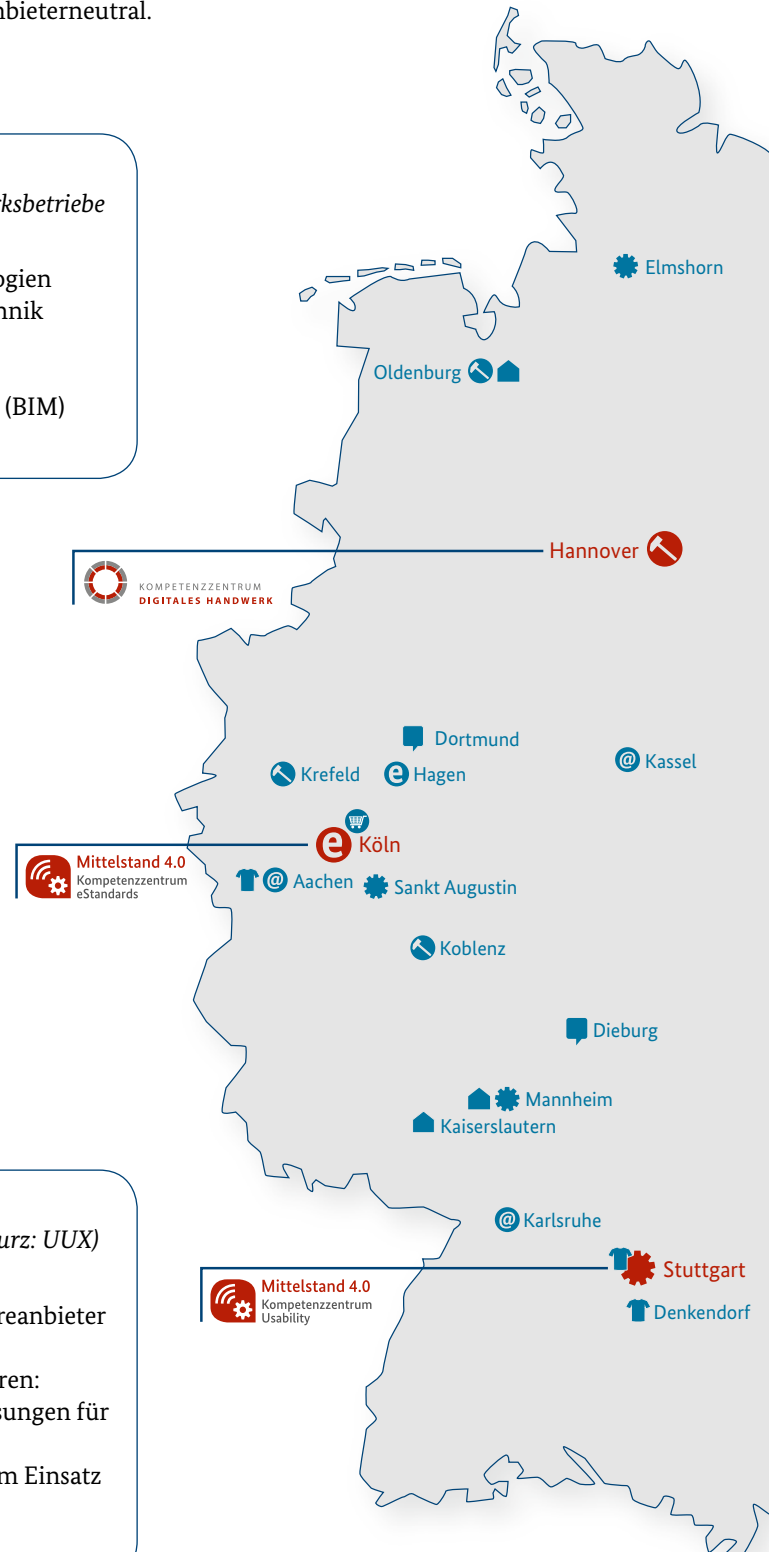 bieterneutral.
ksbetriebe
ogien
hnik
(BIM)
Elmshorn
Oldenburg
Hannover
KOMPETENZZENTRUM
DIGITALES HANDWERK
Dortmund
Kassel
Krefeld
e Hagen
e Köln
Mittelstand 4.0
Kompetenzzentrum
eStandards
@ Aachen
Sankt Augustin
Koblenz
Dieburg
Mannheim
Kaiserslautern
urz: UUX)
@ Karlsruhe
Stuttgart
Mittelstand 4.0
Kompetenzzentrum
Usability
Denkendorf
reanbieter
ren:
sungen für
m Einsatz